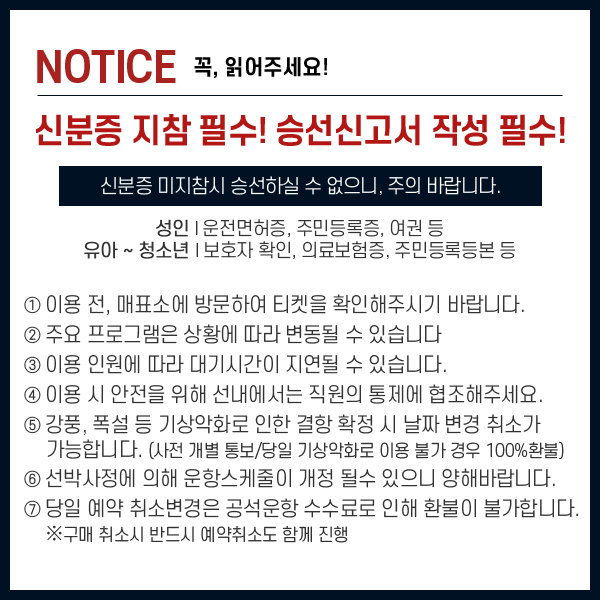 NOTICE 꼭, 읽어주세요!
신분증 지참 필수! 승선신고서 작성 필수!
신분증 미지참시 승선하실 수 없으니, 주의 바랍니다.
성인 | 운전면허증, 주민등록증, 여권 등
유아 ~ 청소년 | 보호자 확인, 의료보험증, 주민등록등본 등
① 이용 전, 매표소에 방문하여 티켓을 확인해주시기 바랍니다.
② 주요 프로그램은 상황에 따라 변동될 수 있습니다
③ 이용 인원에 따라 대기시간이 지연될 수 있습니다.
④ 이용 시 안전을 위해 선내에서는 직원의 통제에 협조해주세요.
⑤ 강풍, 폭설 등 기상악화로 인한 결항 확정 시 날짜 변경 취소가
가능합니다. (사전 개별 통보/당일 기상악화로 이용 불가 경우 100%환불)
⑥ 선박사정에 의해 운항스케줄이 개정 될수 있으니 양해바랍니다.
⑦ 당일 예약 취소변경은 공석운항 수수료로 인해 환불이 불가합니다.
※구매 취소시 반드시 예약취소도 함께 진행